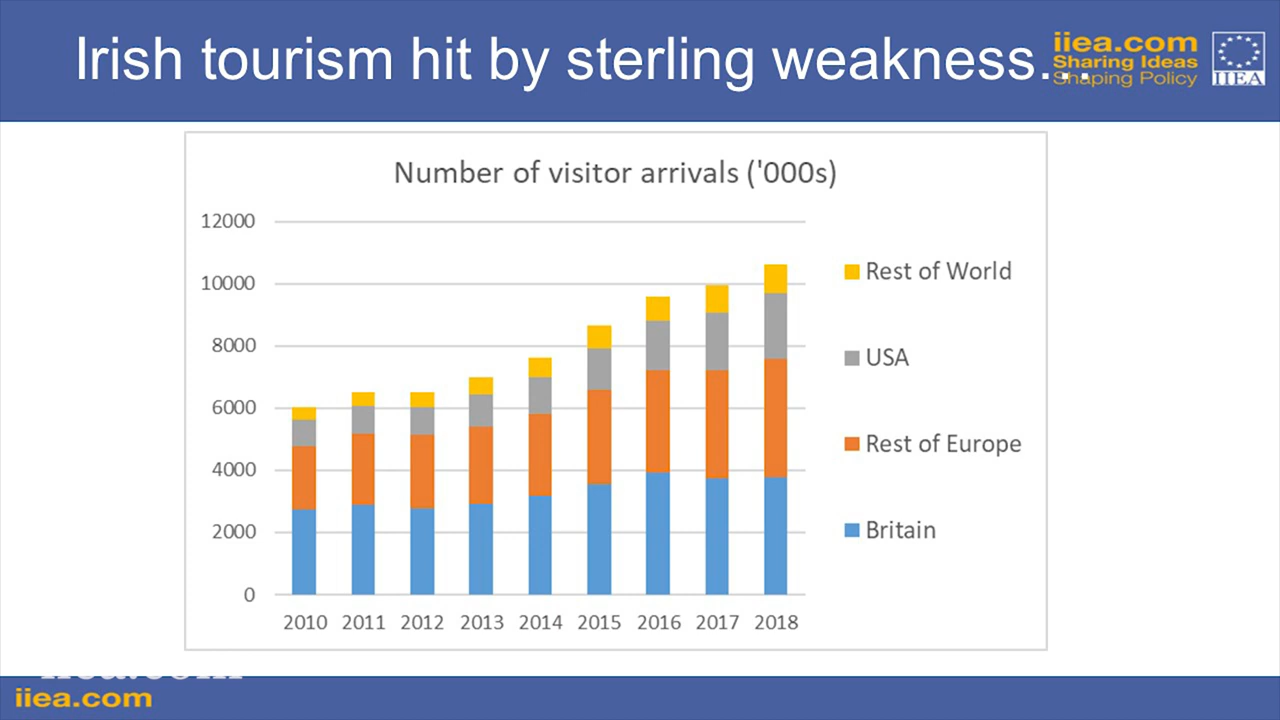 Irish tourism hit by sterling weakness...
iiea.com
Sharing Ideas
Shaping Policy
IIEA
Number of visitor arrivals ('000s)
12000
10000
8000
6000
4000
2000
0
2010 2011 2012 2013 2014 2015 2016 2017 2018
Rest of World
USA
Rest of Europe
Britain
iiea.com
iiea.com